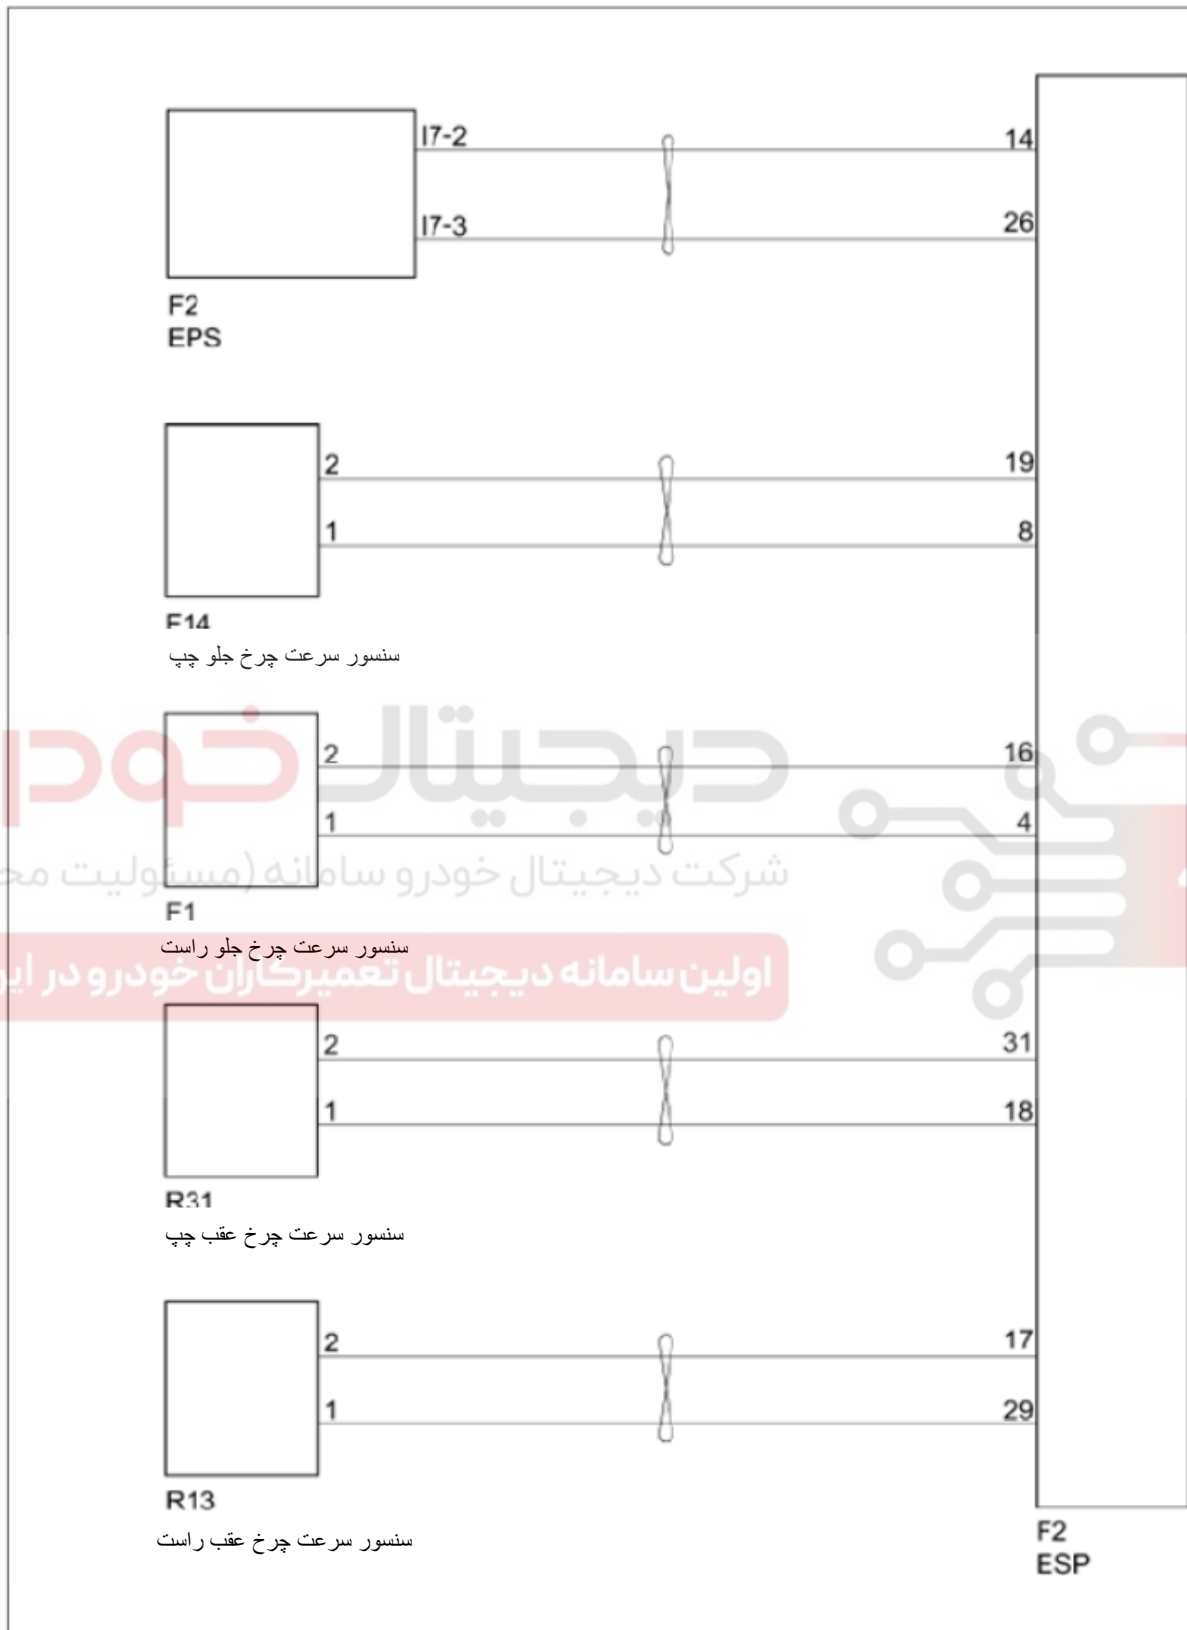 I7-2
14
I7-3
26
F2
EPS
2
19
1
8
F14
سنسور سرعت چرخ جلو چپ
دیجیتال خودر
2
16
1
4
شرکت دیجیتال خودرو سامانه (مسئولیت
F1
سنسور سرعت چرخ جلو راست
اولین سامانه دیجیتال تعمیرکاران خودرو در
2
31
1
18
R31
سنسور سرعت چرخ عقب چپ
2
17
1
29
R13
سنسور سرعت چرخ عقب راست
F2
ESP